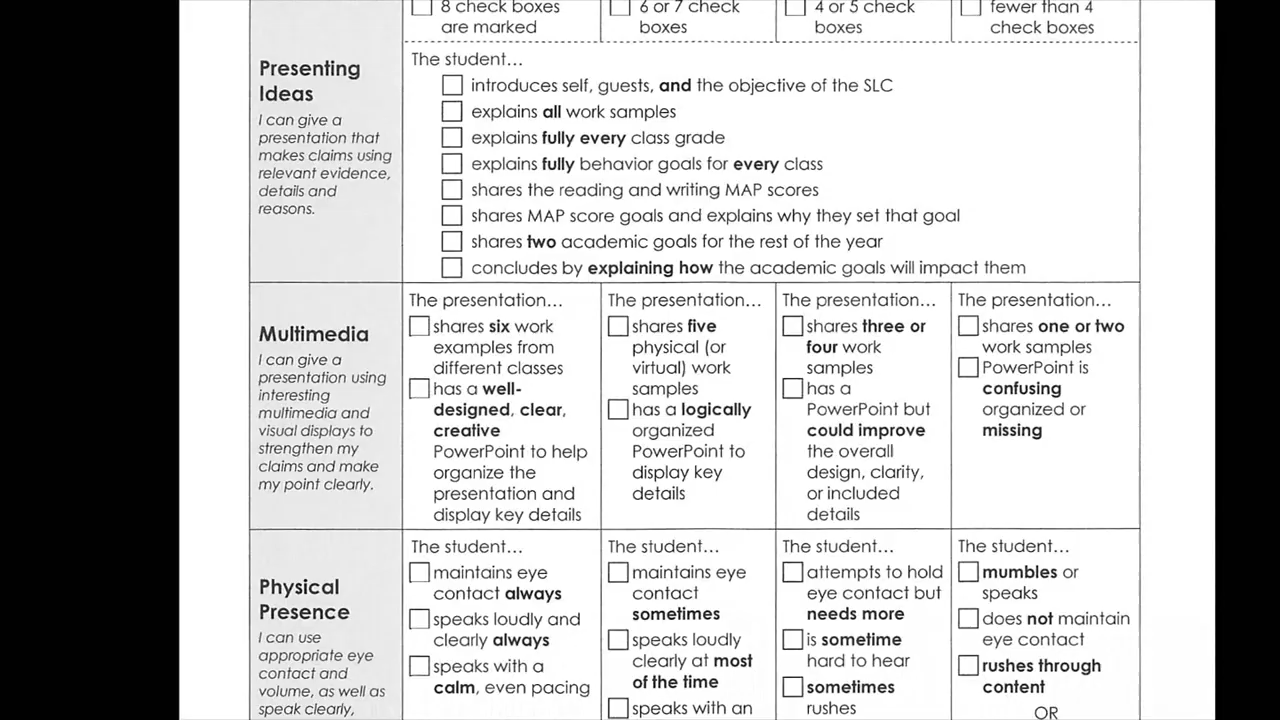 8 check boxes
are marked
6 or 7 check
boxes
4 or 5 check
boxes
fewer than 4
check boxes
Presenting
Ideas
I can give a
presentation that
makes claims using
relevant evidence,
details and
reasons.
The student...
introduces self, guests, and the objective of the SLC
explains all work samples
explains fully every class grade
explains fully behavior goals for every class
shares the reading and writing MAP scores
shares MAP score goals and explains why they set that goal
shares two academic goals for the rest of the year
concludes by explaining how the academic goals will impact them
Multimedia
I can give a
presentation using
interesting
multimedia and
visual displays to
strengthen my
claims and make
my point clearly.
The presentation...
shares six work
examples from
different classes
has a well-
designed, clear,
creative
PowerPoint to help
organize the
presentation and
display key details
The presentation...
shares five
physical (or
virtual) work
samples
has a logically
organized
PowerPoint to
display key
details
The presentation...
shares three or
four work
samples
has a
PowerPoint but
could improve
the overall
design, clarity,
or included
details
The presentation...
shares one or two
work samples
PowerPoint is
confusing
organized or
missing
Physical
Presence
I can use
appropriate eye
contact and
volume, as well as
speak clearly,
The student...
maintains eye
contact always
speaks loudly and
clearly always
speaks with a
calm, even pacing
The student...
maintains eye
contact
sometimes
speaks loudly
clearly at most
of the time
speaks with an
The student...
attempts to hold
eye contact but
needs more
is sometime
hard to hear
sometimes
rushes
The student...
mumbles or
speaks
does not maintain
eye contact
rushes through
content
OR